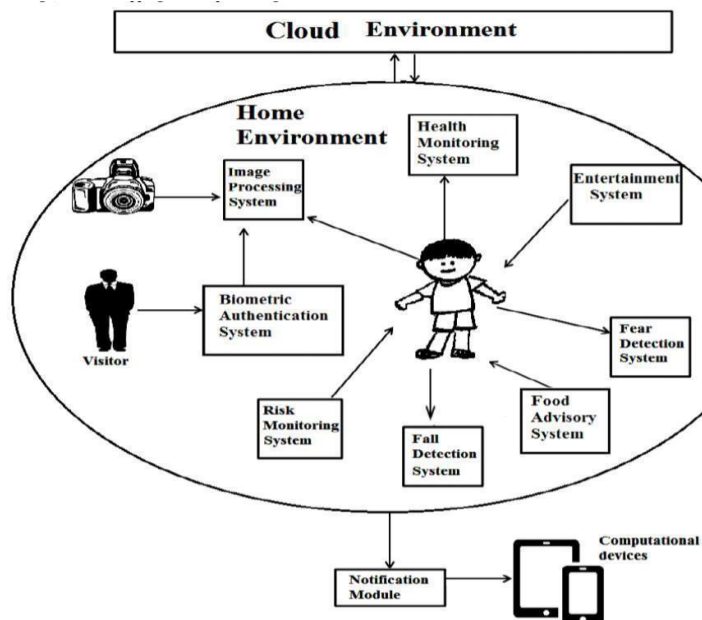 Cloud Environment
Home
Environment
Health
Monitoring
System
Image
Processing
System
Entertainment
System
Biometric
Authentication
System
Visitor
Fear
Detection
System
Risk
Monitoring
System
Fall
Detection
System
Food
Advisory
System
Computational
devices
Notification
Module